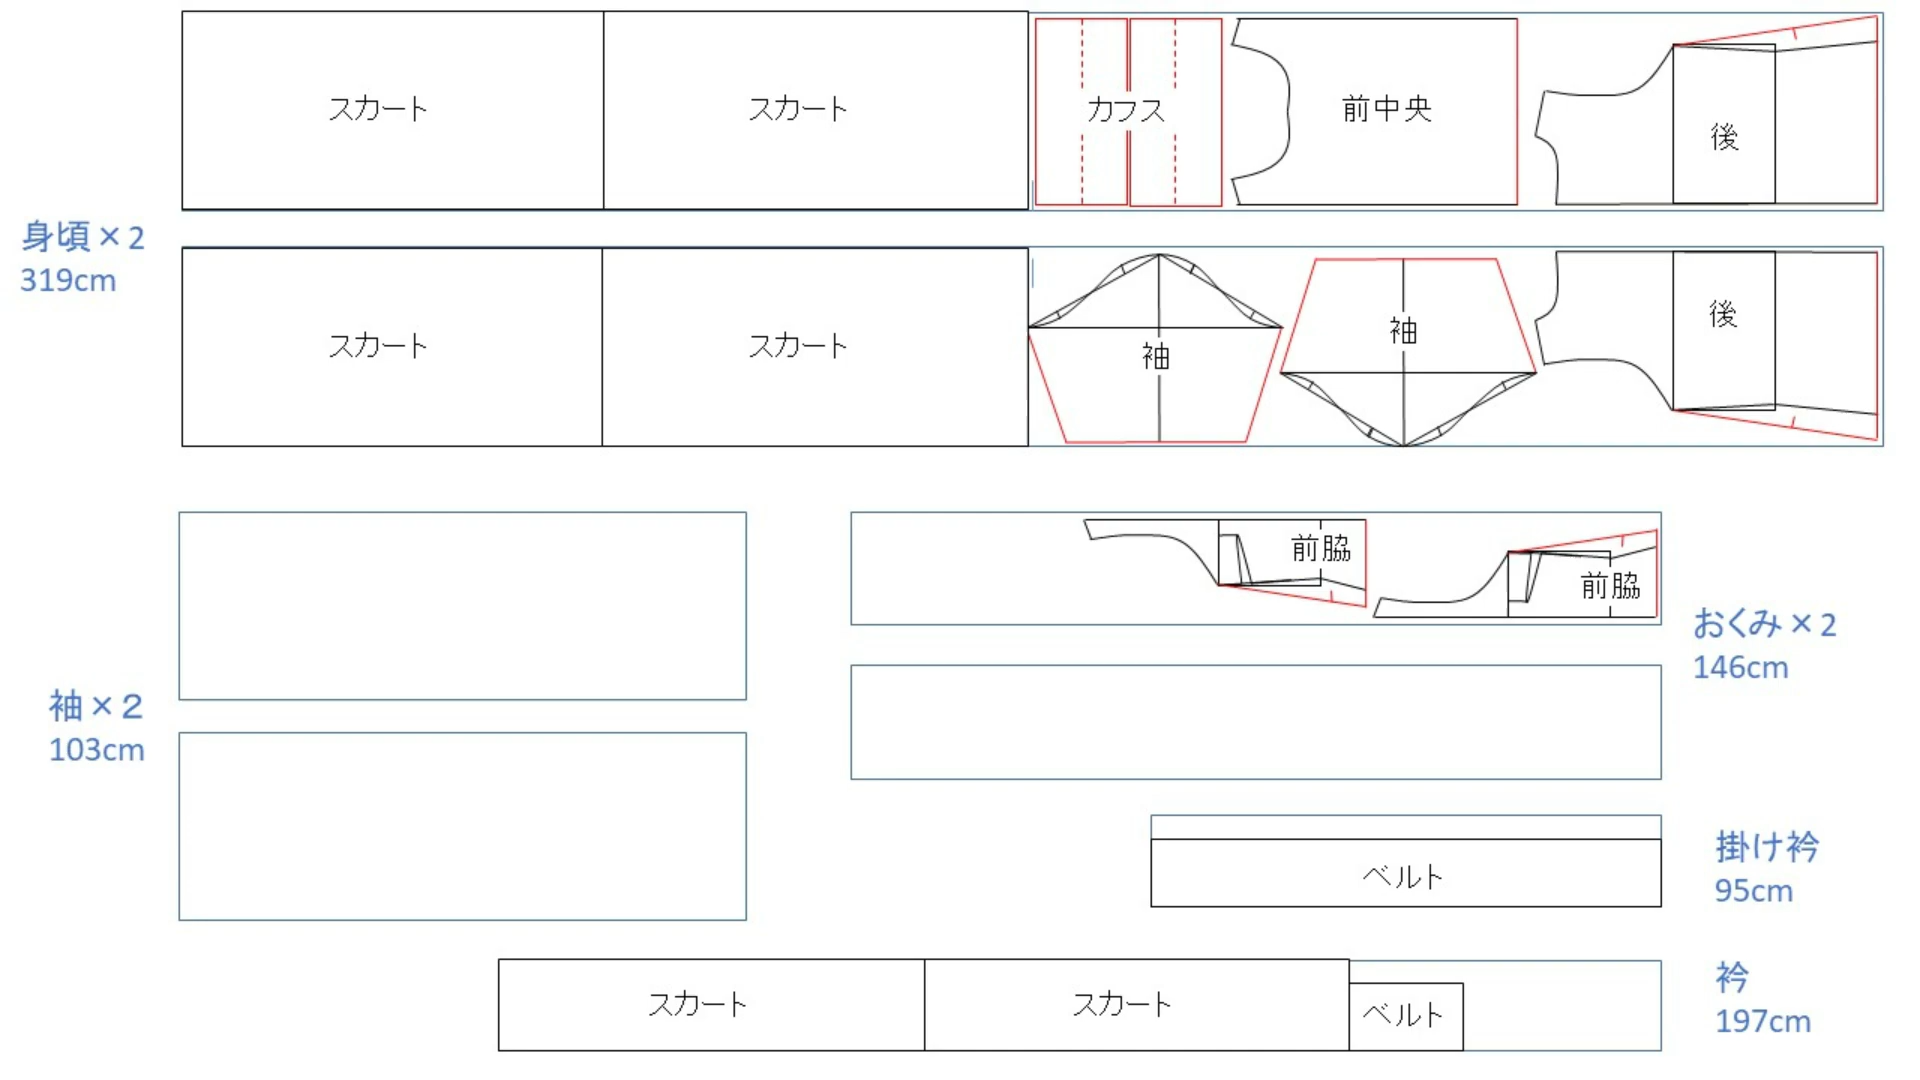 スカート
スカート
カフス
前中央
後
身頃×2
319cm
スカート
スカート
袖
袖
後
前脇
前脇
おくみ×2
146cm
袖×2
103cm
ベルト
掛け衿
95cm
スカート
スカート
ベルト
衿
197cm